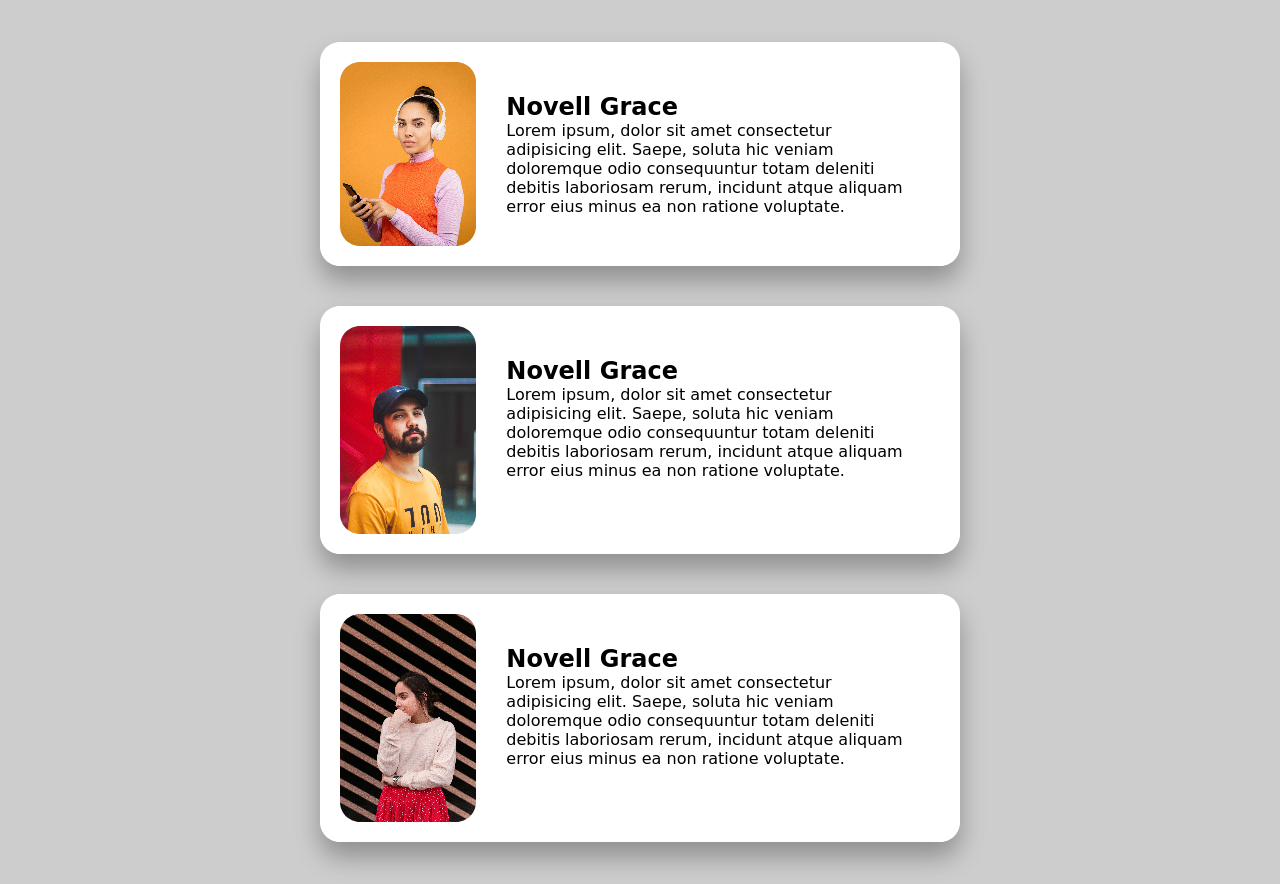 Novell Grace
Lorem ipsum, dolor sit amet consectetur
adipisicing elit. Saepe, soluta hic veniam
doloremque odio consequuntur totam deleniti
debitis laboriosam rerum, incidunt atque aliquam
error eius minus ea non ratione voluptate.
Novell Grace
Lorem ipsum, dolor sit amet consectetur
adipisicing elit. Saepe, soluta hic veniam
doloremque odio consequuntur totam deleniti
debitis laboriosam rerum, incidunt atque aliquam
error eius minus ea non ratione voluptate.
Novell Grace
Lorem ipsum, dolor sit amet consectetur
adipisicing elit. Saepe, soluta hic veniam
doloremque odio consequuntur totam deleniti
debitis laboriosam rerum, incidunt atque aliquam
error eius minus ea non ratione voluptate.